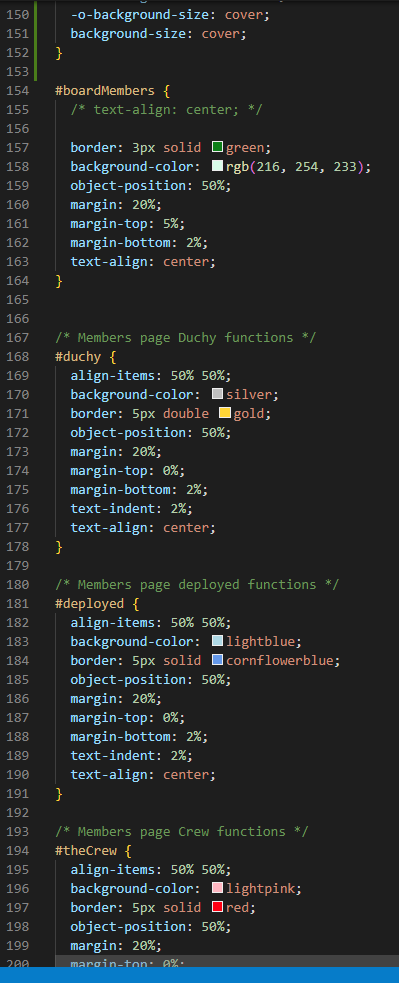 150 -o-background-size: cover;
151 background-size: cover;
152 }
153
154 #boardMembers {
155 /* text-align: center; */
156
157 border: 3px solid green;
158 background-color: rgb(216, 254, 233);
159 object-position: 50%;
160 margin: 20%;
161 margin-top: 5%;
162 margin-bottom: 2%;
163 text-align: center;
164 }
165
166
167 /* Members page Duchy functions */
168 #duchy {
169 align-items: 50% 50%;
170 background-color: silver;
171 border: 5px double gold;
172 object-position: 50%;
173 margin: 20%;
174 margin-top: 0%;
175 margin-bottom: 2%;
176 text-indent: 2%;
177 text-align: center;
178 }
179
180 /* Members page deployed functions */
181 #deployed {
182 align-items: 50% 50%;
183 background-color: lightblue;
184 border: 5px solid cornflowerblue;
185 object-position: 50%;
186 margin: 20%;
187 margin-top: 0%;
188 margin-bottom: 2%;
189 text-indent: 2%;
190 text-align: center;
191 }
192
193 /* Members page Crew functions */
194 #theCrew {
195 align-items: 50% 50%;
196 background-color: lightpink;
197 border: 5px solid red;
198 object-position: 50%;
199 margin: 20%;
200 margin-top: 0%;